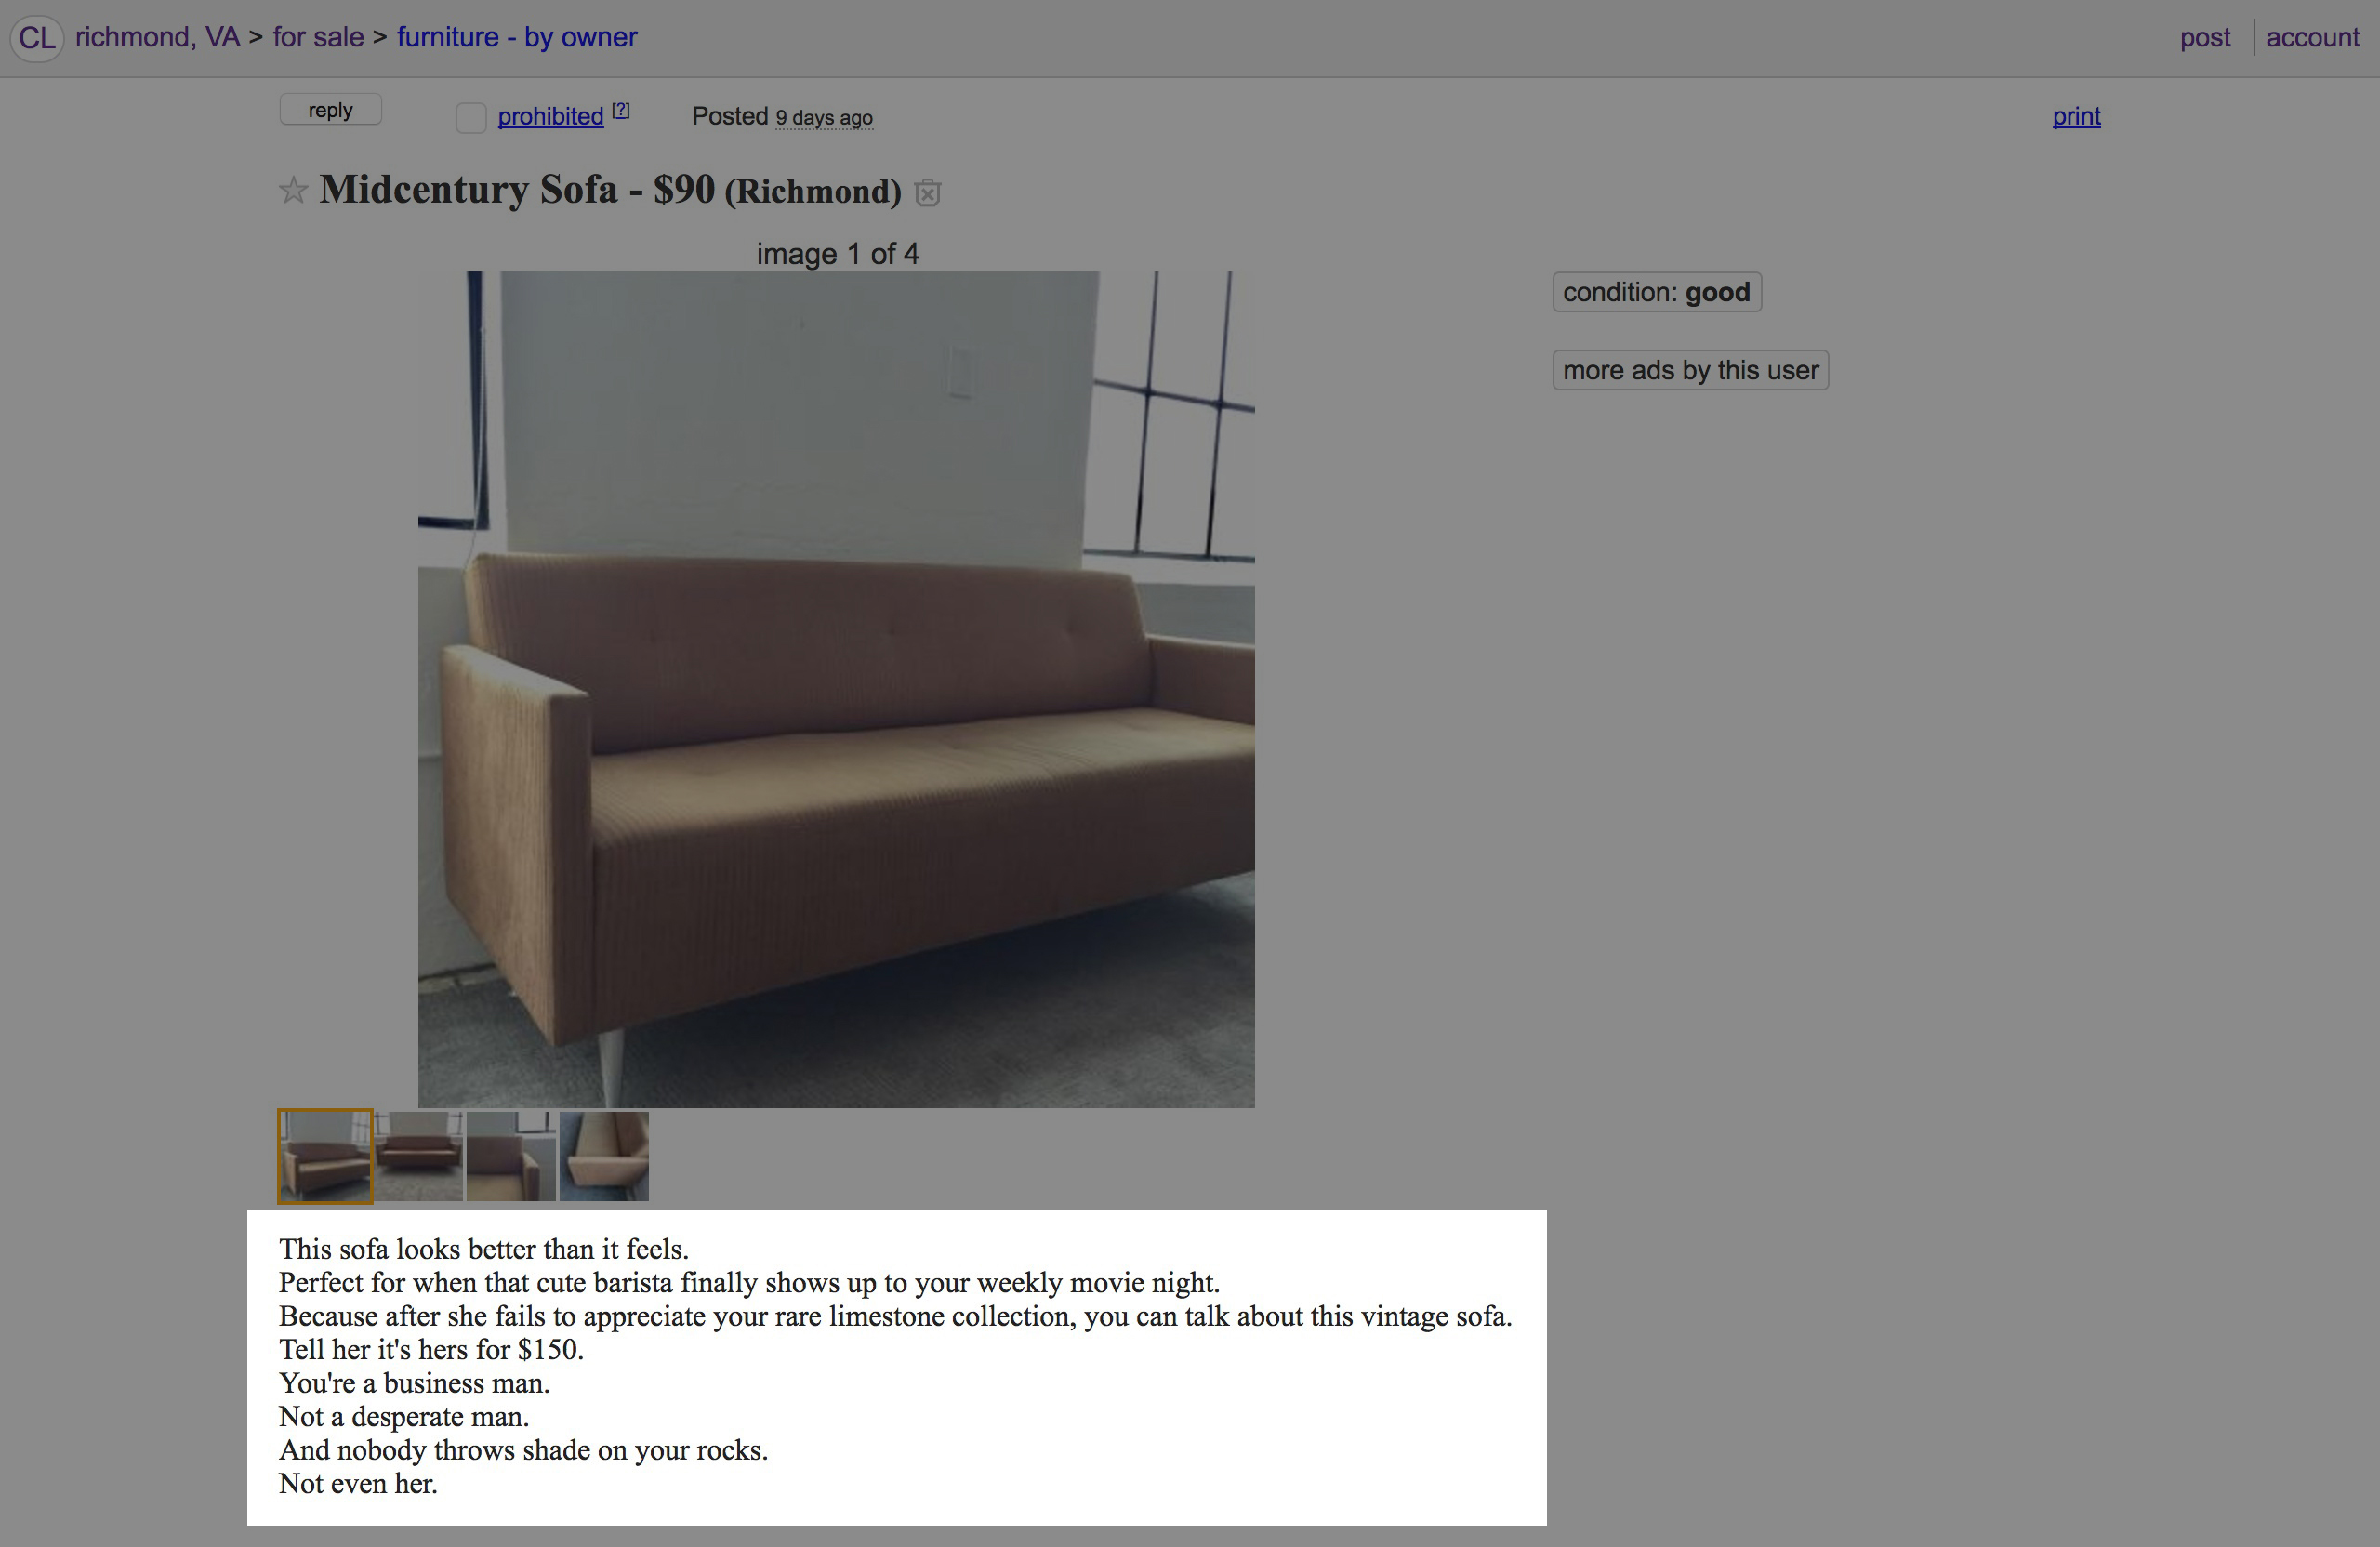 CL richmond, VA > for sale > furniture - by owner post account
reply prohibited [?] Posted 9 days ago print
Midcentury Sofa - $90 (Richmond)
image 1 of 4
condition: good
more ads by this user
This sofa looks better than it feels.
Perfect for when that cute barista finally shows up to your weekly movie night.
Because after she fails to appreciate your rare limestone collection, you can talk about this vintage sofa.
Tell her it's hers for $150.
You're a business man.
Not a desperate man.
And nobody throws shade on your rocks.
Not even her.